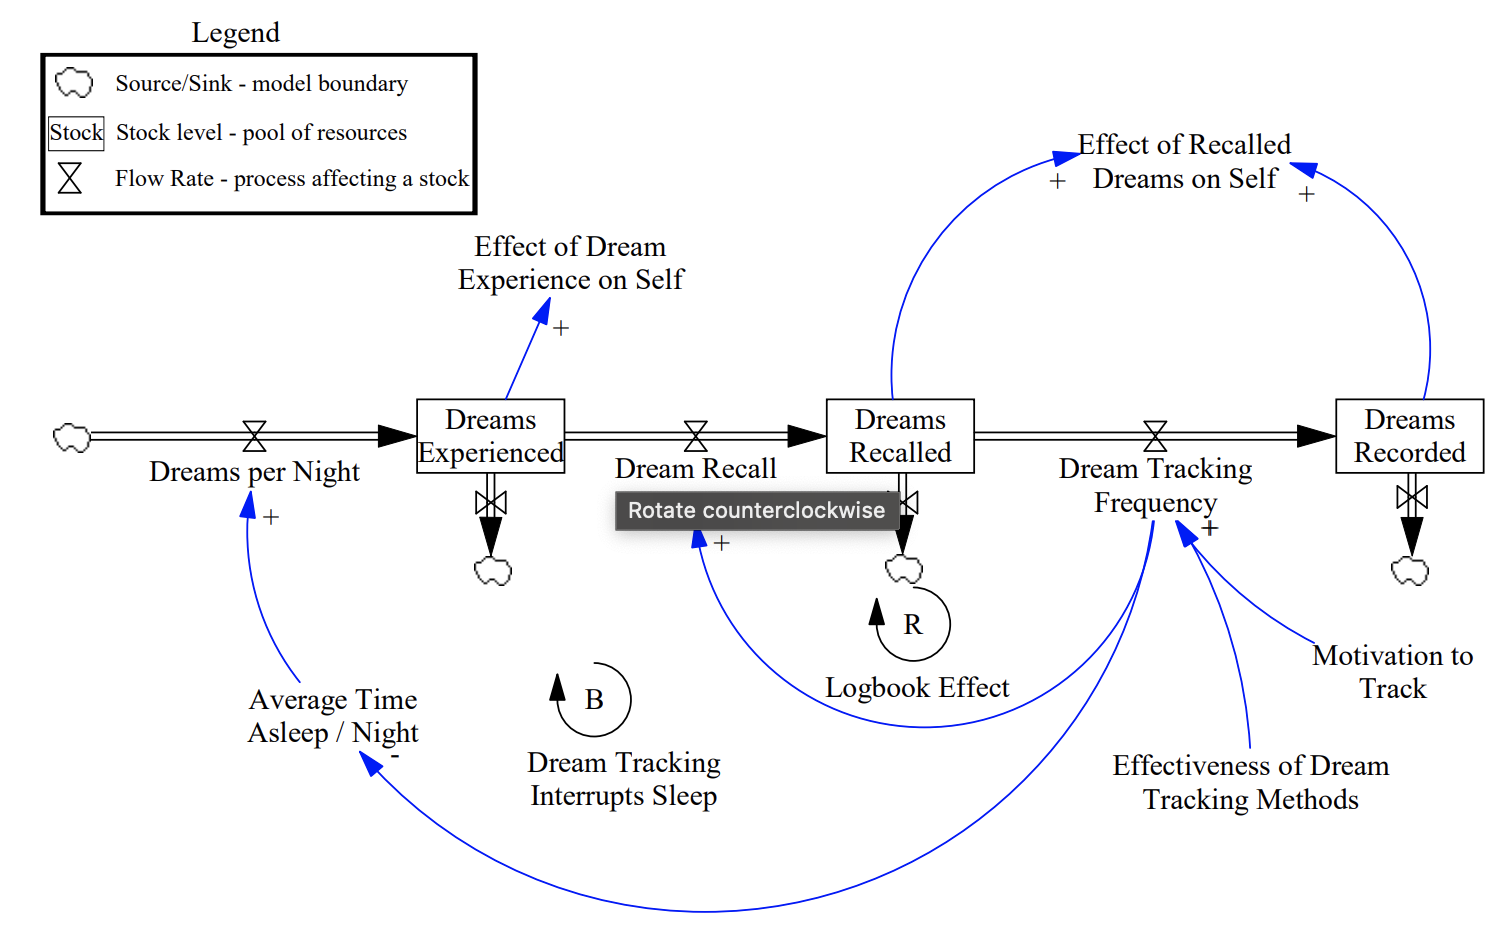 Legend
Source/Sink - model boundary
Stock
Stock level - pool of resources
Flow Rate - process affecting a stock
Effect of Recalled
Dreams on Self
+
+
Effect of Dream
Experience on Self
+
Dreams
Experienced
Dreams
Recalled
Dreams
Recorded
Dreams per Night
Dream Recall
Dream Tracking
Frequency
+
Rotate counterclockwise
+
+
R
Logbook Effect
Motivation to
Track
Average Time
Asleep / Night
-
B
Dream Tracking
Interrupts Sleep
Effectiveness of Dream
Tracking Methods